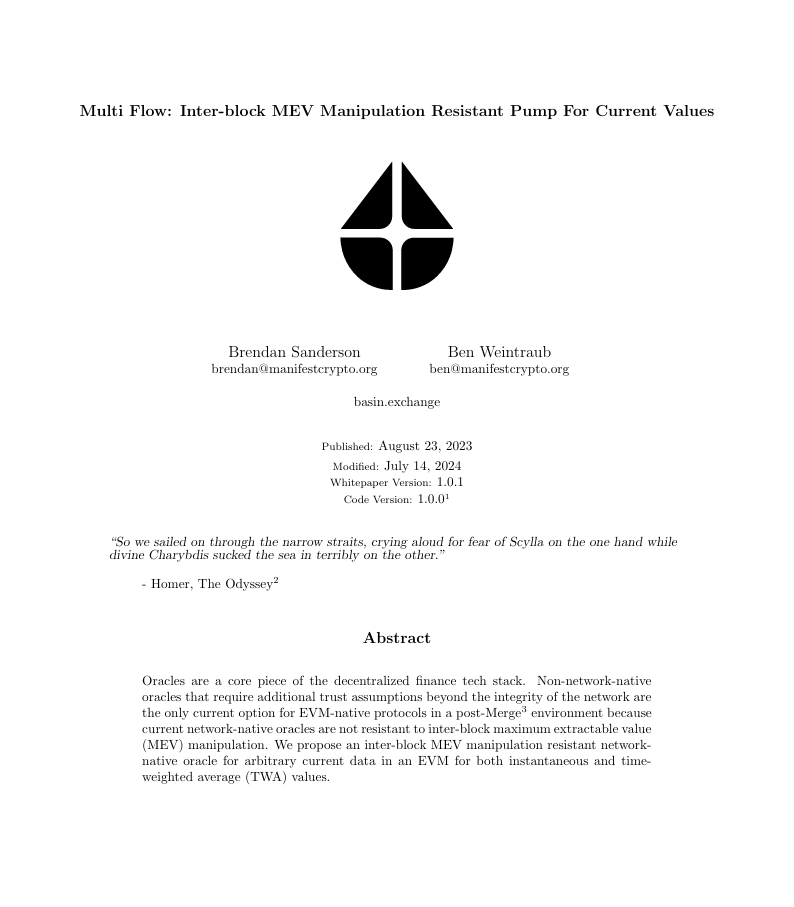 Multi Flow: Inter-block MEV Manipulation Resistant Pump For Current Values
Brendan Sanderson
brendan@manifestcrypto.org
Ben Weintraub
ben@manifestcrypto.org
basin.exchange
Published: August 23, 2023
Modified: July 14, 2024
Whitepaper Version: 1.0.1
Code Version: 1.0.0¹
“So we sailed on through the narrow straits, crying aloud for fear of Scylla on the one hand while
divine Charybdis sucked the sea in terribly on the other.”
- Homer, The Odyssey²
Abstract
Oracles are a core piece of the decentralized finance tech stack. Non-network-native
oracles that require additional trust assumptions beyond the integrity of the network are
the only current option for EVM-native protocols in a post-Merge³ environment because
current network-native oracles are not resistant to inter-block maximum extractable value
(MEV) manipulation. We propose an inter-block MEV manipulation resistant network-
native oracle for arbitrary current data in an EVM for both instantaneous and time-
weighted average (TWA) values.